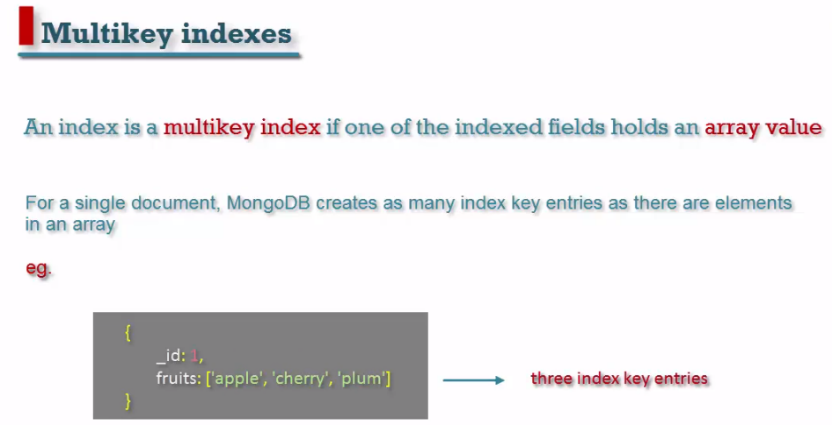 Multikey indexes
An index is a multikey index if one of the indexed fields holds an array value
For a single document, MongoDB creates as many index key entries as there are elements
in an array
eg.
{
_id: 1,
fruits: ['apple', 'cherry', 'plum']
}
three index key entries